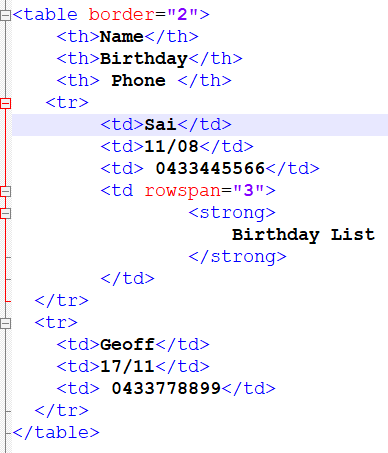 <table border="2">
<th>Name</th>
<th>Birthday</th>
<th> Phone </th>
<tr>
<td>Sai</td>
<td>11/08</td>
<td> 0433445566</td>
<td rowspan="3">
<strong>
Birthday List
</strong>
</td>
</tr>
<tr>
<td>Geoff</td>
<td>17/11</td>
<td> 0433778899</td>
</tr>
</table>